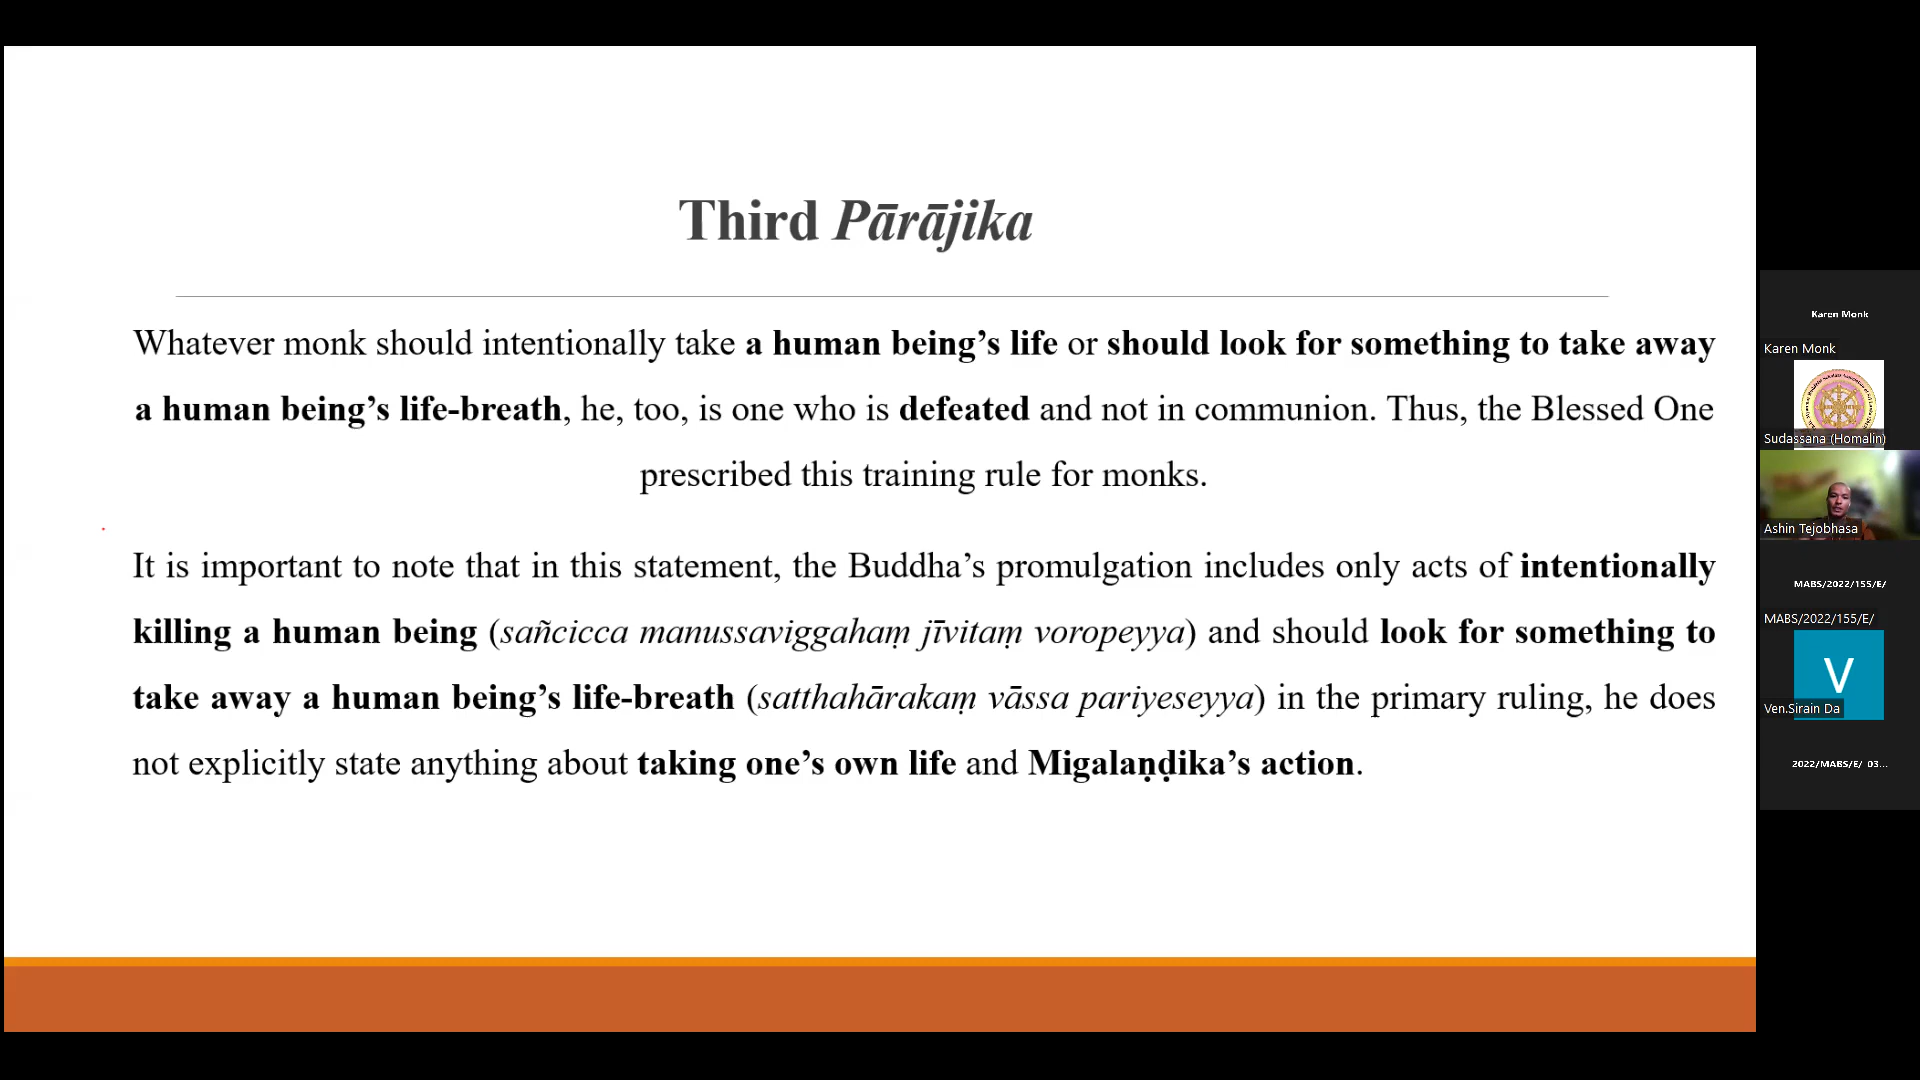 Third Pārājika
Whatever monk should intentionally take a human being’s life or should look for something to take away
a human being’s life-breath, he, too, is one who is defeated and not in communion. Thus, the Blessed One
prescribed this training rule for monks.
It is important to note that in this statement, the Buddha’s promulgation includes only acts of intentionally
killing a human being (sañcicca manussaviggahaṃ jīvitaṃ voropeyya) and should look for something to
take away a human being’s life-breath (satthahārakaṃ vāssa pariyeseyya) in the primary ruling, he does
not explicitly state anything about taking one’s own life and Migalaṇḍika’s action.
Karen Monk
Karen Monk
Sudassana (Homalin)
Ashin Tejobhasa
MABS/2022/155/E/
MABS/2022/155/E/
V
Ven.Sirain Da
2022/MABS/E/ 03...